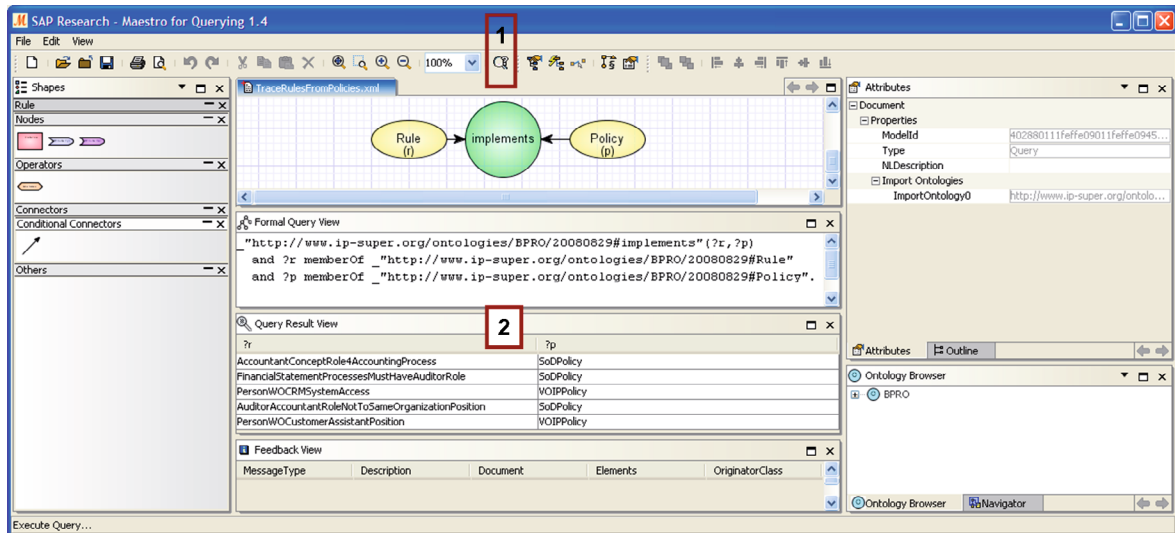 SAP Research - Maestro for Querying 1.4
File Edit View
1
100%
Shapes
Rule
Nodes
Operators
Connectors
Conditional Connectors
Others
TraceRulesFromPolicies.xml
Rule
(r)
implements
Policy
(p)
Formal Query View
_"http://www.ip-super.org/ontologies/BPRO/20080829#implements"(?r,?p)
and ?r memberOf _"http://www.ip-super.org/ontologies/BPRO/20080829#Rule"
and ?p memberOf _"http://www.ip-super.org/ontologies/BPRO/20080829#Policy".
Query Result View
2
?r ?p
AccountantConceptRole4AccountingProcess SoDPolicy
FinancialStatementProcessesMustHaveAuditorRole SoDPolicy
PersonWOCRMSystemAccess VOIPPolicy
AuditorAccountantRoleNotToSameOrganizationPosition SoDPolicy
PersonWOCustomerAssistantPosition VOIPPolicy
Feedback View
MessageType Description Document Elements OriginatorClass
Attributes
Document
Properties
ModelId 402880111feffe09011feffe0945...
Type Query
NLDescription
Import Ontologies
ImportOntology0 http://www.ip-super.org/ontolo...
Attributes Outline
Ontology Browser
BPRO
Ontology Browser Navigator
Execute Query...